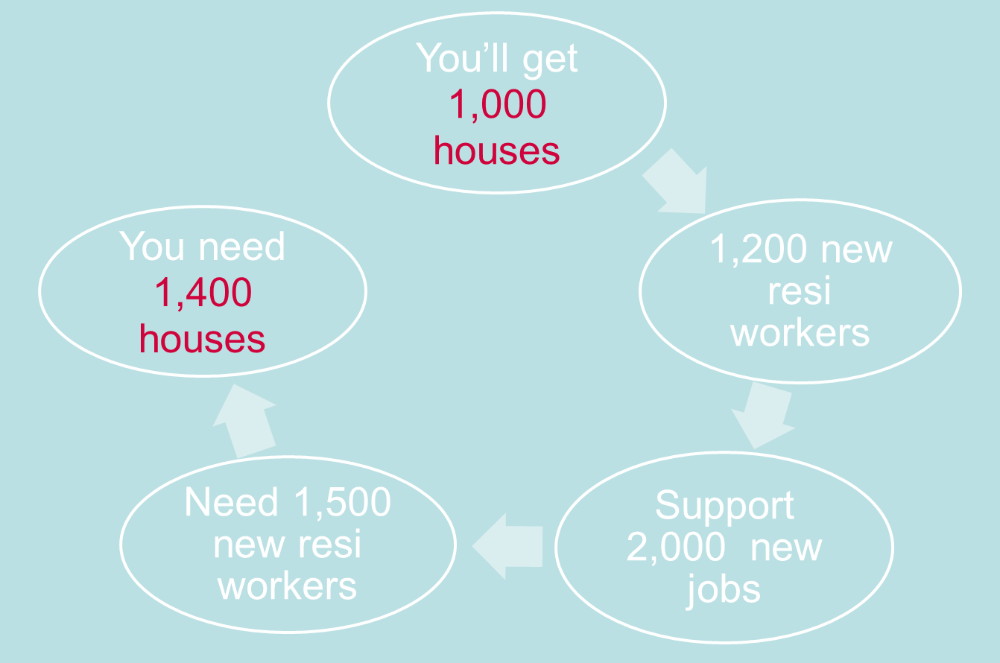 You’ll get
1,000
houses
1,200 new
resi
workers
Support
2,000  new
jobs
Need 1,500
new resi
workers
You need
1,400
houses